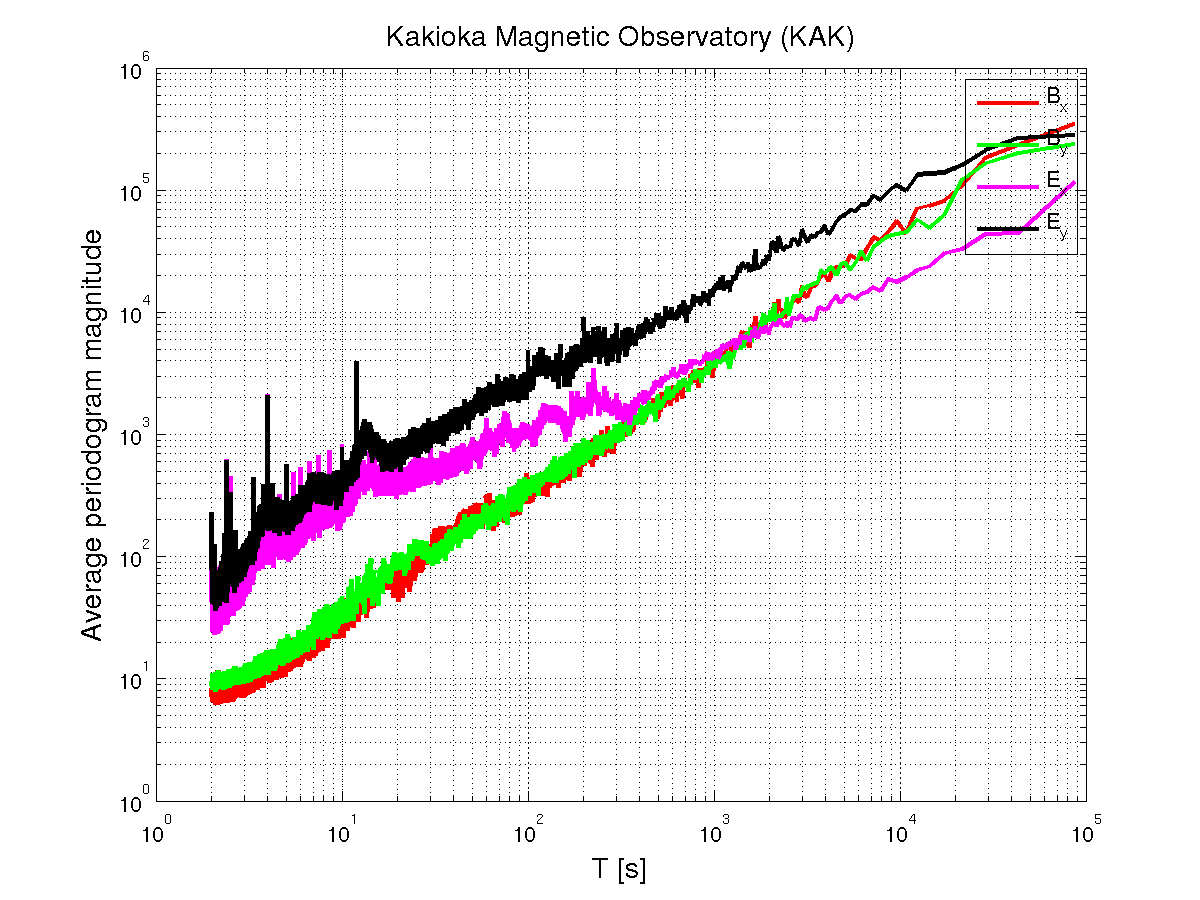 Kakioka Magnetic Observatory (KAK)
10^6
10^5
10^4
10^3
10^2
10^1
10^0
Average periodogram magnitude
B_x
B_y
E_x
E_y
10^0 10^1 10^2 10^3 10^4 10^5
T [s]